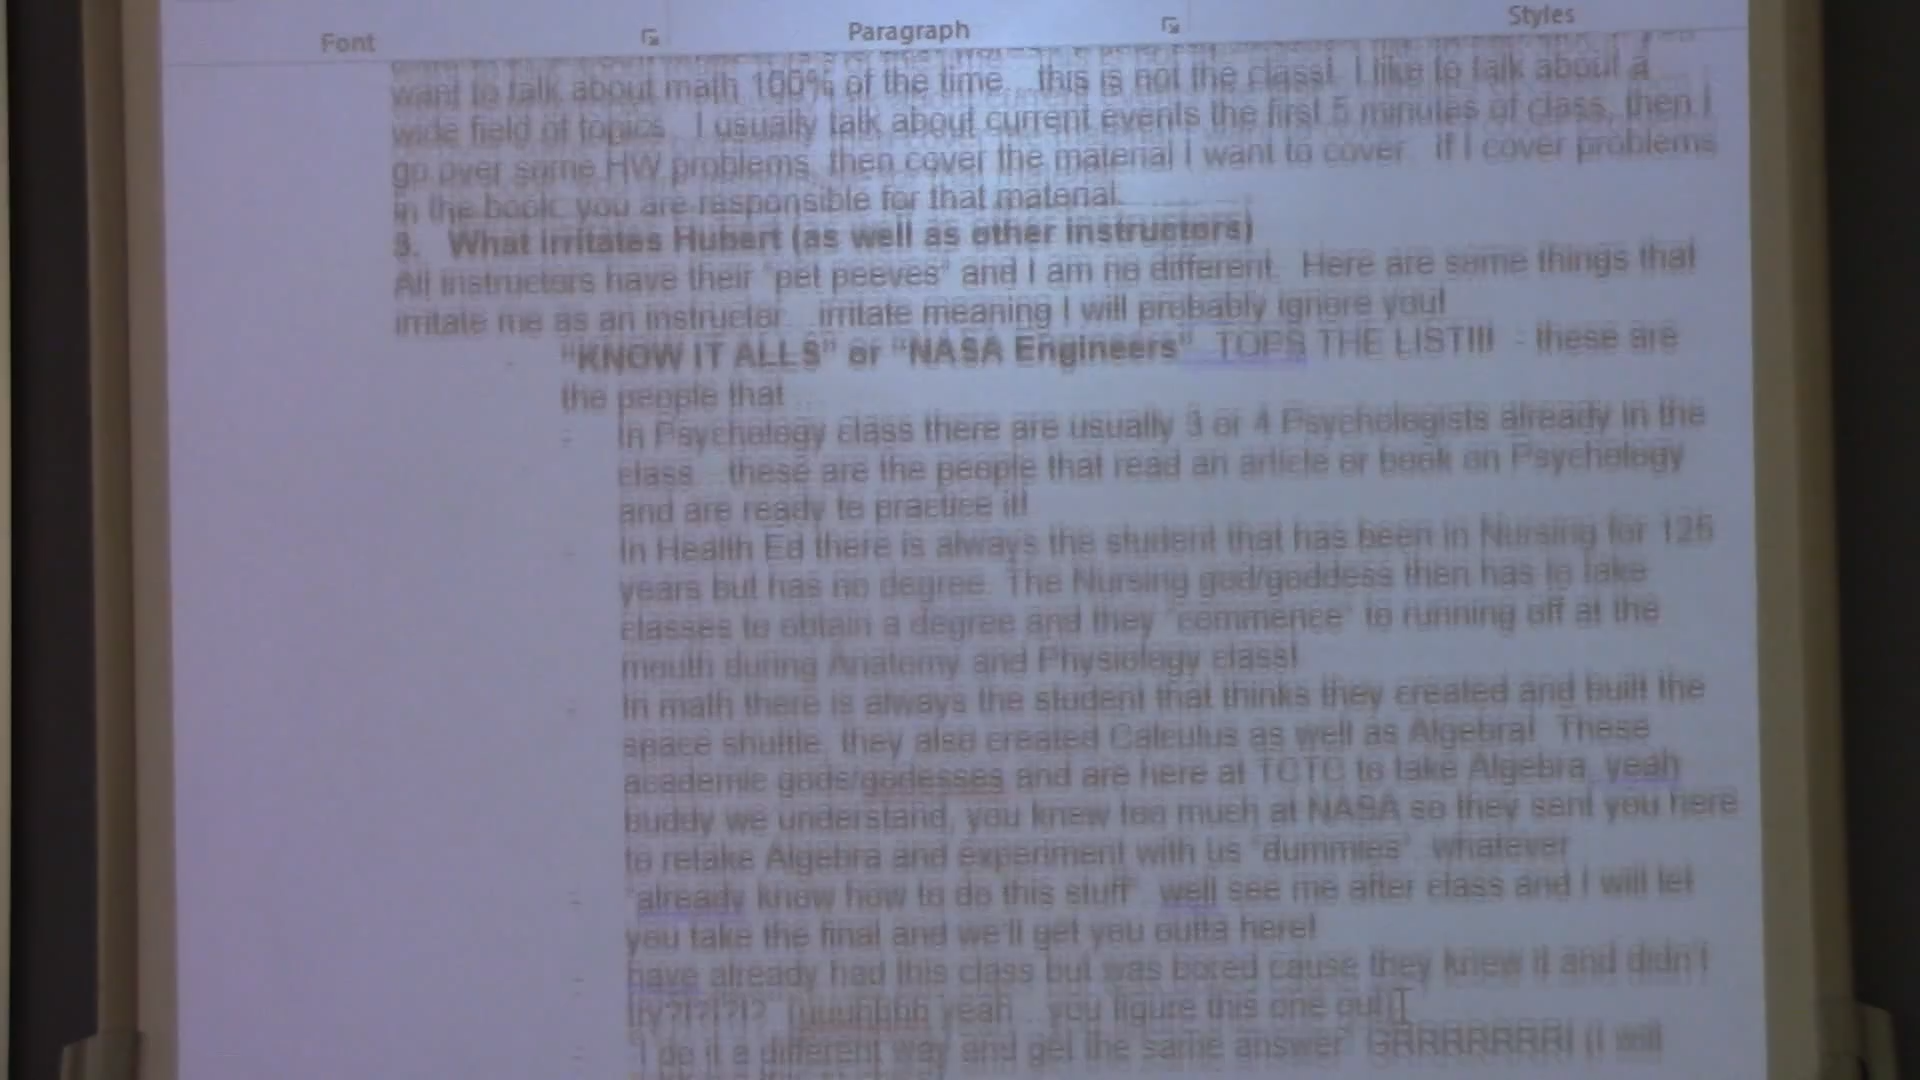 Font
Paragraph
Styles
want to talk about math 100% of the time... this is not the class! I like to talk about a
wide field of topics. I usually talk about current events the first 5 minutes of class, then I
go over some HW problems, then cover the material I want to cover. If I cover problems
in the book, you are responsible for that material.
3. What Irritates Hubert (as well as other instructors)
All instructors have their "pet peeves" and I am no different. Here are some things that
irritate me as an instructor... irritate meaning I will probably ignore you!
"KNOW IT ALLS" or "NASA Engineers" TOPS THE LIST!!! - these are
the people that...
- In Psychology class there are usually 3 or 4 Psychologists already in the
class... these are the people that read an article or book on Psychology
and are ready to practice it!
- In Health Ed there is always the student that has been in Nursing for 125
years but has no degree. The Nursing god/goddess then has to take
classes to obtain a degree and they "commence" to running off at the
mouth during Anatomy and Physiology class!
- In math there is always the student that thinks they created and built the
space shuttle, they also created Calculus as well as Algebra! These
academic gods/godesses and are here at TCTC to take Algebra, yeah
buddy we understand, you knew too much at NASA so they sent you here
to retake Algebra and experiment with us "dummies" whatever
- "already know how to do this stuff", well see me after class and I will let
you take the final and we'll get you outta here!
- have already had this class but was bored cause they knew it and didn't
try?!?!?!? yeah... you figure this one out!
- "I do it a different way and get the same answer" GRRRRRRR! (I will